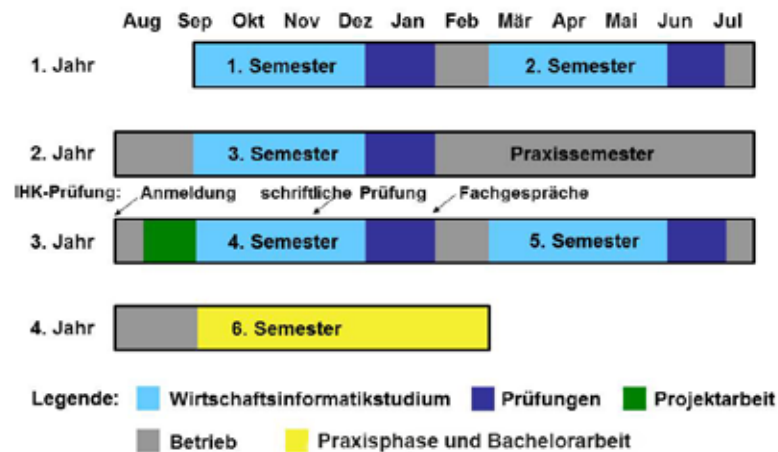 Aug Sep Okt Nov Dez Jan Feb Mär Apr Mai Jun Jul
1. Jahr 1. Semester 2. Semester
2. Jahr 3. Semester Praxissemester
IHK-Prüfung: Anmeldung schriftliche Prüfung Fachgespräche
3. Jahr 4. Semester 5. Semester
4. Jahr 6. Semester
Legende: Wirtschaftsinformatikstudium Prüfungen Projektarbeit
Betrieb Praxisphase und Bachelorarbeit